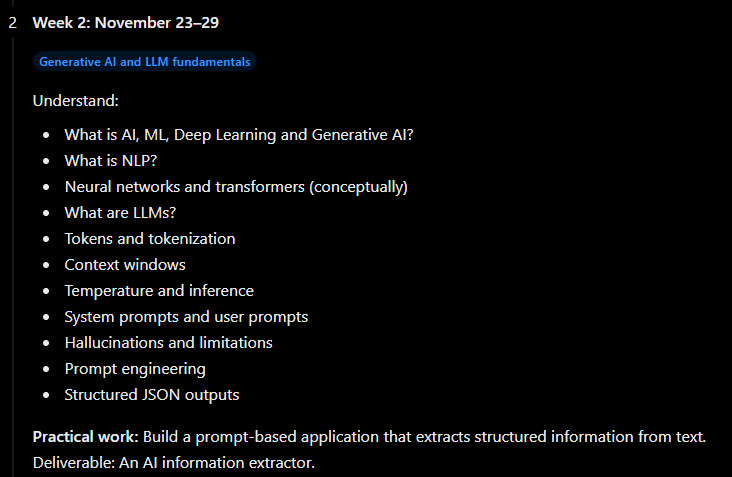 2 Week 2: November 23–29
Generative AI and LLM fundamentals
Understand:
• What is AI, ML, Deep Learning and Generative AI?
• What is NLP?
• Neural networks and transformers (conceptually)
• What are LLMs?
• Tokens and tokenization
• Context windows
• Temperature and inference
• System prompts and user prompts
• Hallucinations and limitations
• Prompt engineering
• Structured JSON outputs
Practical work: Build a prompt-based application that extracts structured information from text.
Deliverable: An AI information extractor.